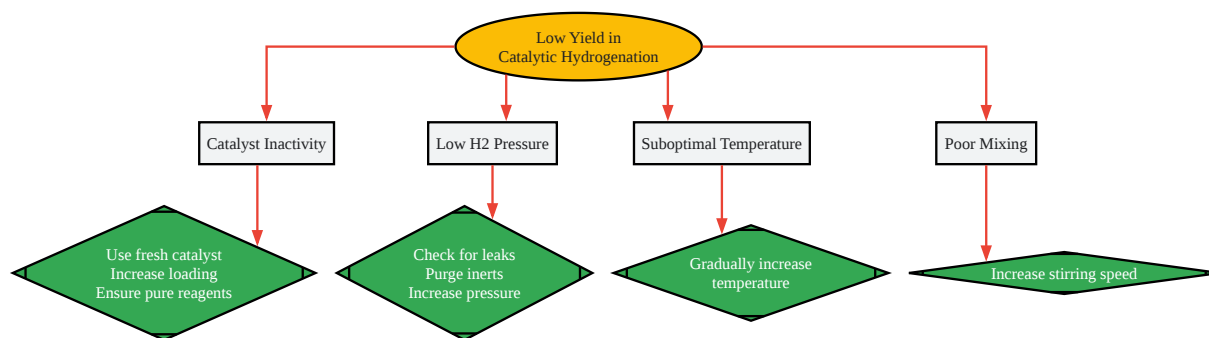 Low Yield in
Catalytic Hydrogenation
Catalyst Inactivity
Low H2 Pressure
Suboptimal Temperature
Poor Mixing
Use fresh catalyst
Increase loading
Ensure pure reagents
Check for leaks
Purge inerts
Increase pressure
Gradually increase
temperature
Increase stirring speed